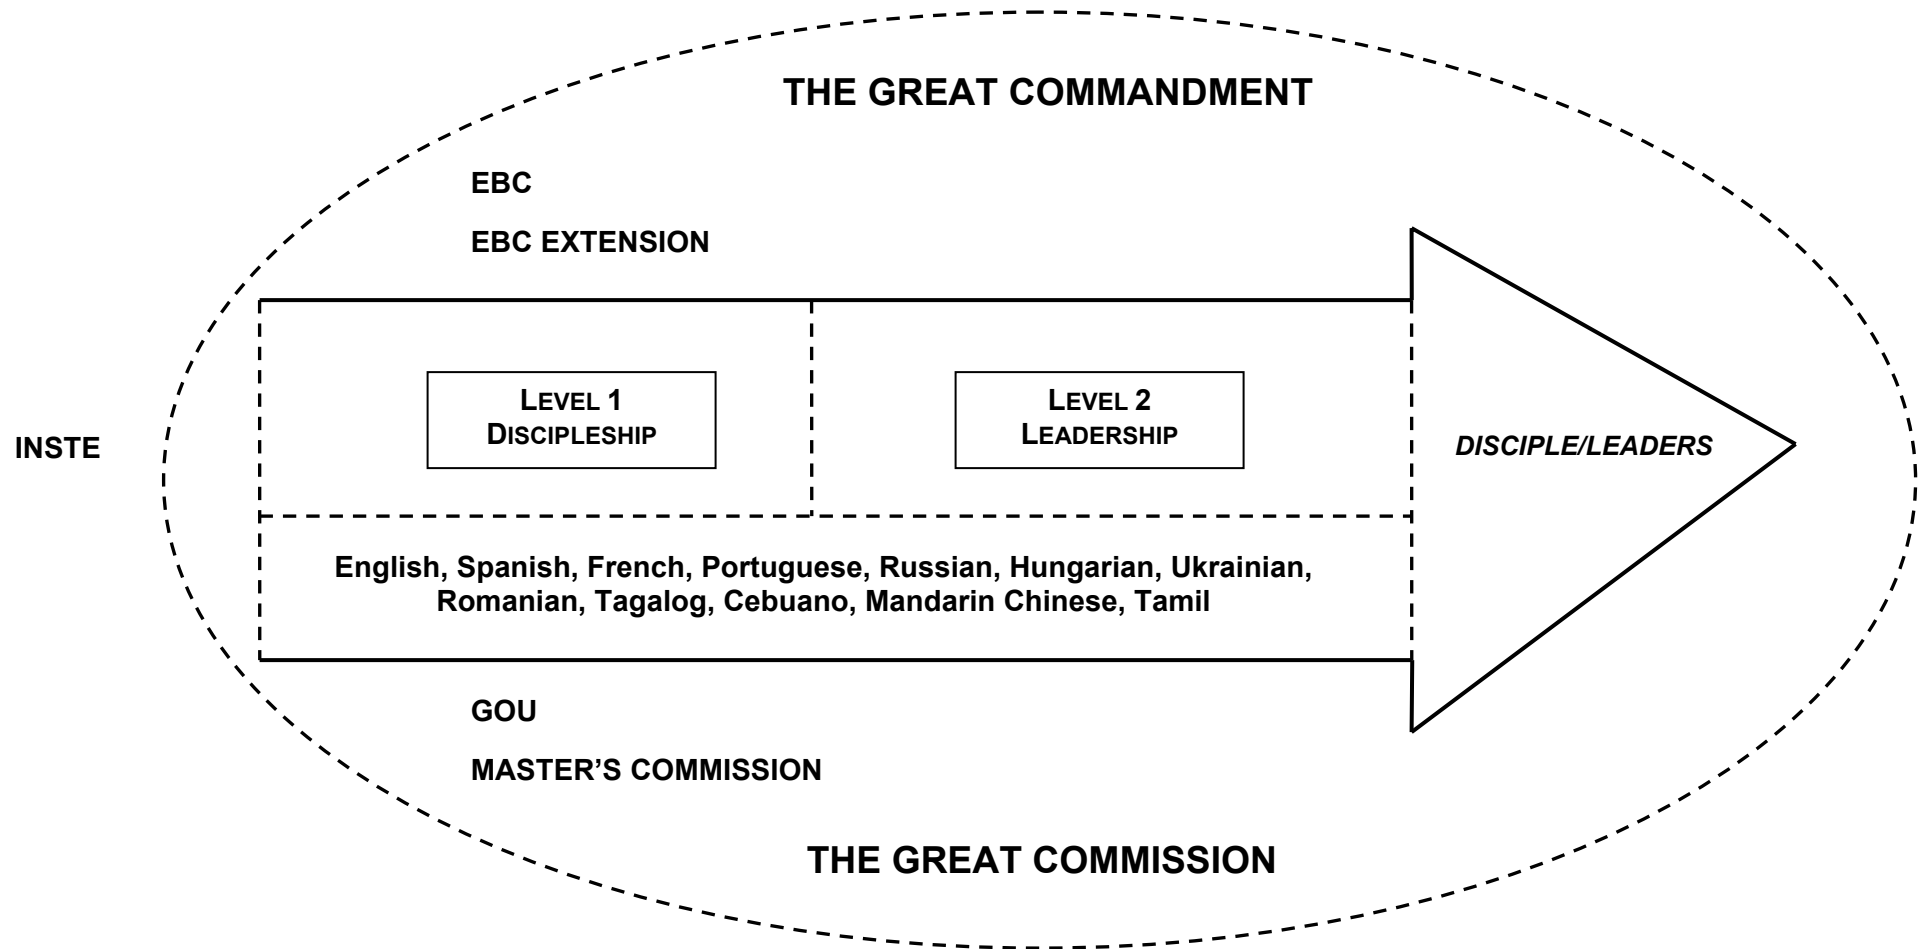 THE GREAT COMMANDMENT
EBC
EBC EXTENSION
LEVEL 1
DISCIPLESHIP
LEVEL 2
LEADERSHIP
INSTE
DISCIPLE/LEADERS
English, Spanish, French, Portuguese, Russian, Hungarian, Ukrainian,
Romanian, Tagalog, Cebuano, Mandarin Chinese, Tamil
GOU
MASTER’S COMMISSION
THE GREAT COMMISSION